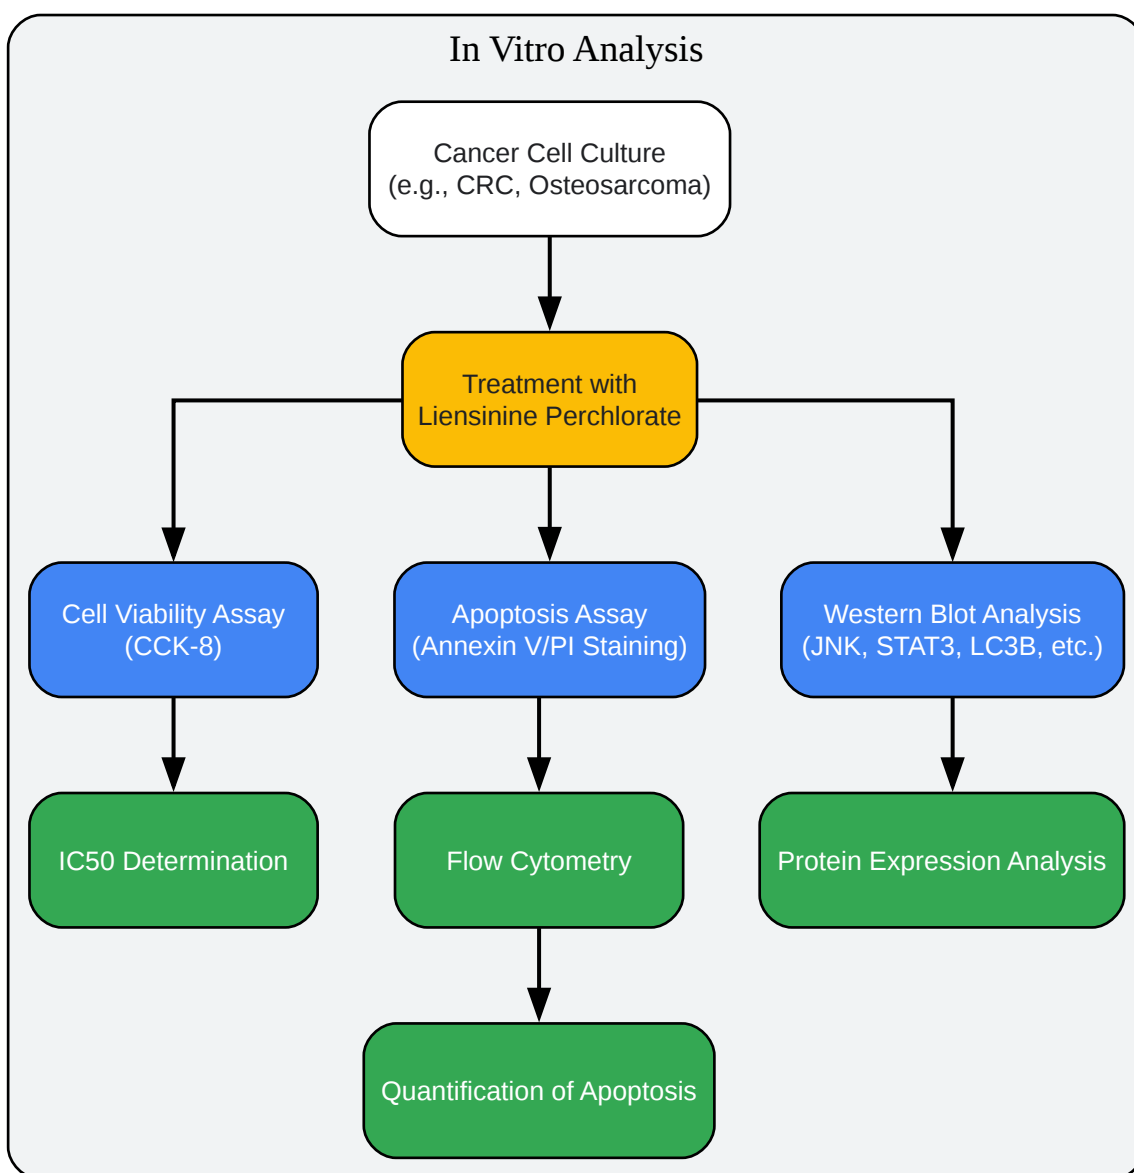 In Vitro Analysis
Cancer Cell Culture
(e.g., CRC, Osteosarcoma)
Treatment with
Liensinine Perchlorate
Cell Viability Assay
(CCK-8)
Apoptosis Assay
(Annexin V/PI Staining)
Western Blot Analysis
(JNK, STAT3, LC3B, etc.)
IC50 Determination
Flow Cytometry
Protein Expression Analysis
Quantification of Apoptosis